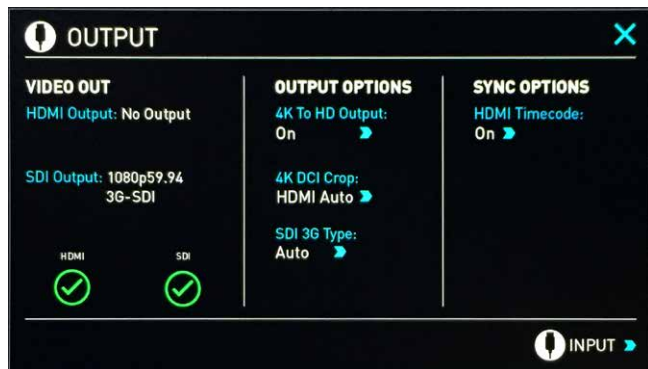 OUTPUT
VIDEO OUT
HDMI Output: No Output
SDI Output: 1080p59.94
3G-SDI
HDMI
SDI
OUTPUT OPTIONS
4K To HD Output:
On
4K DCI Crop:
HDMI Auto
SDI 3G Type:
Auto
SYNC OPTIONS
HDMI Timecode:
On
INPUT